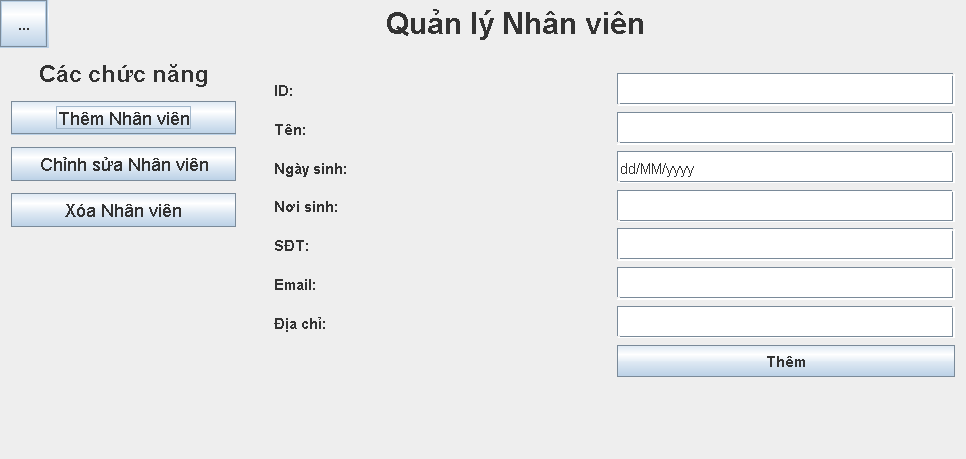 ...
Quản lý Nhân viên
Các chức năng
Thêm Nhân viên
Chỉnh sửa Nhân viên
Xóa Nhân viên
ID:
Tên:
Ngày sinh:
dd/MM/yyyy
Nơi sinh:
SĐT:
Email:
Địa chỉ:
Thêm